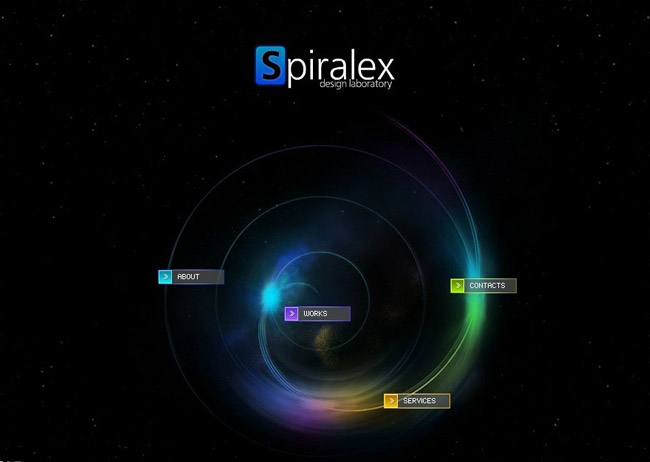 Spiralex
design laboratory
ABOUT
CONTACTS
WORKS
SERVICES